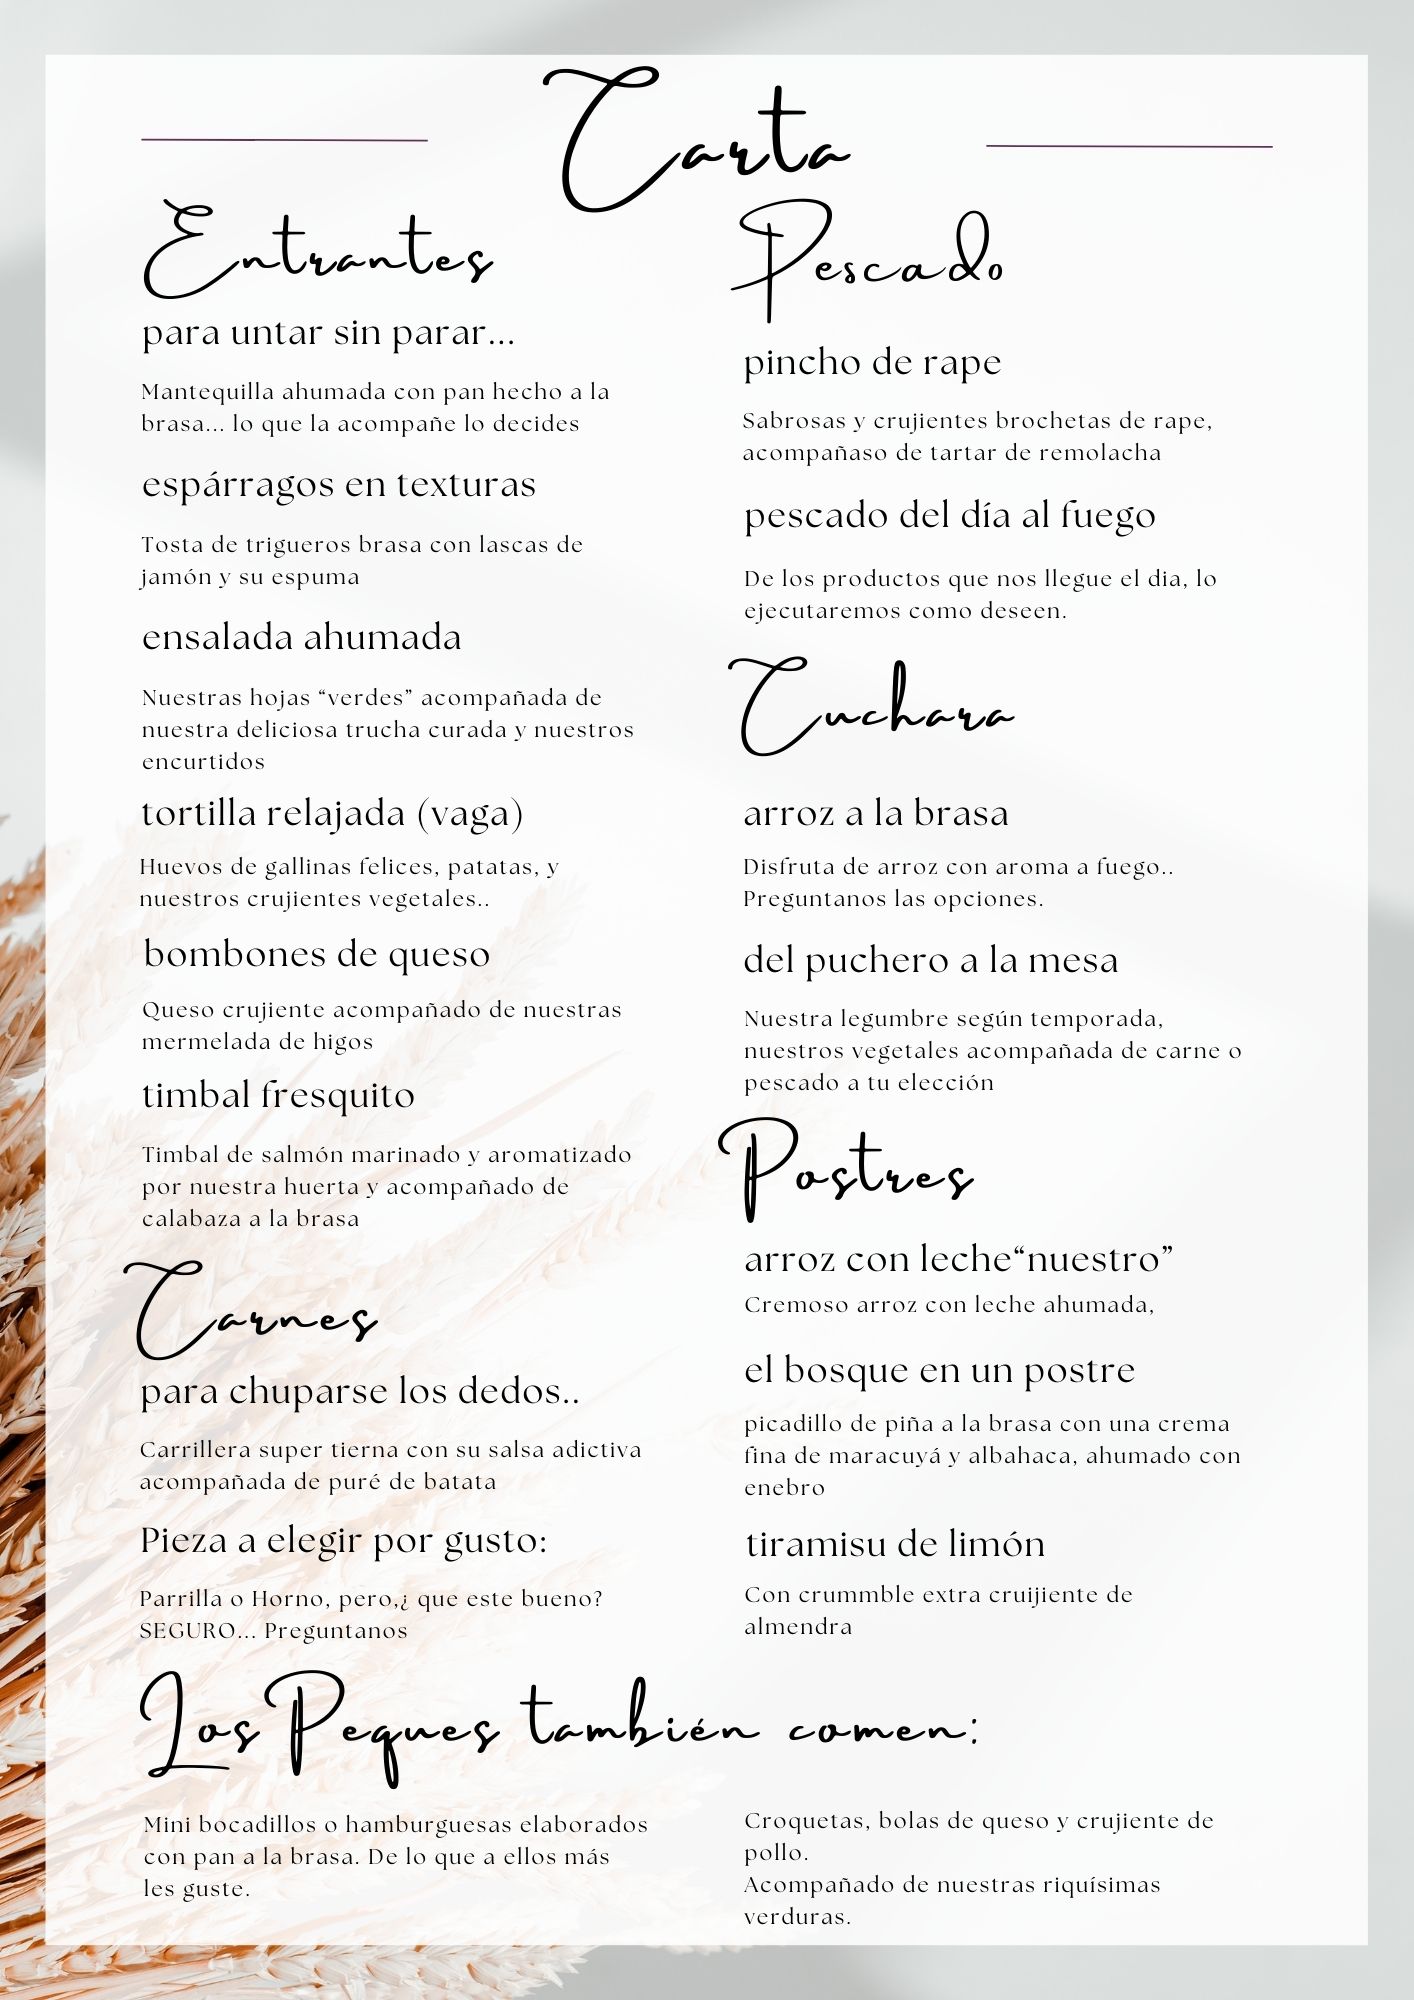 Carta
Entrantes
para untar sin parar...
Mantequilla ahumada con pan hecho a la
brasa... lo que la acompañe lo decides
espárragos en texturas
Tosta de trigueros brasa con lascas de
jamón y su espuma
ensalada ahumada
Nuestras hojas “verdes” acompañada de
nuestra deliciosa trucha curada y nuestros
encurtidos
tortilla relajada (vaga)
Huevos de gallinas felices, patatas, y
nuestros crujientes vegetales..
bombones de queso
Queso crujiente acompañado de nuestras
mermelada de higos
timbal fresquito
Timbal de salmón marinado y aromatizado
por nuestra huerta y acompañado de
calabaza a la brasa
Carnes
para chuparse los dedos..
Carrillera super tierna con su salsa adictiva
acompañada de puré de batata
Pieza a elegir por gusto:
Parrilla o Horno, pero,¿ que este bueno?
SEGURO... Preguntanos
Pescado
pincho de rape
Sabrosas y crujientes brochetas de rape,
acompañaso de tartar de remolacha
pescado del día al fuego
De los productos que nos llegue el dia, lo
ejecutaremos como deseen.
Cuchara
arroz a la brasa
Disfruta de arroz con aroma a fuego..
Preguntanos las opciones.
del puchero a la mesa
Nuestra legumbre según temporada,
nuestros vegetales acompañada de carne o
pescado a tu elección
Postres
arroz con leche“nuestro”
Cremoso arroz con leche ahumada,
el bosque en un postre
picadillo de piña a la brasa con una crema
fina de maracuyá y albahaca, ahumado con
enebro
tiramisu de limón
Con crummble extra cruijiente de
almendra
Los Peques también comen:
Mini bocadillos o hamburguesas elaborados
con pan a la brasa. De lo que a ellos más
les guste.
Croquetas, bolas de queso y crujiente de
pollo.
Acompañado de nuestras riquísimas
verduras.